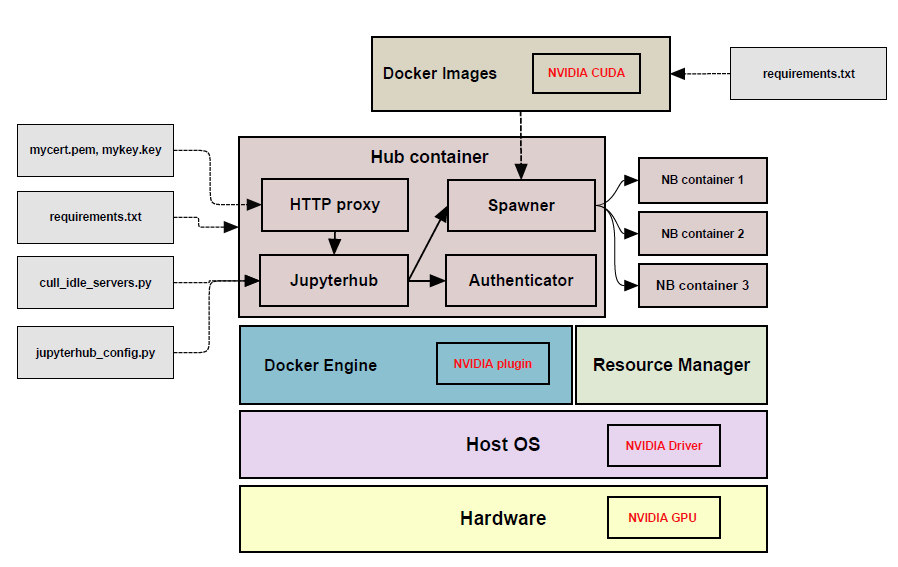 Docker Images
NVIDIA CUDA
requirements.txt
mycert.pem, mykey.key
Hub container
HTTP proxy
Spawner
NB container 1
requirements.txt
NB container 2
cull_idle_servers.py
Jupyterhub
Authenticator
NB container 3
jupyterhub_config.py
Docker Engine
NVIDIA plugin
Resource Manager
Host OS
NVIDIA Driver
Hardware
NVIDIA GPU